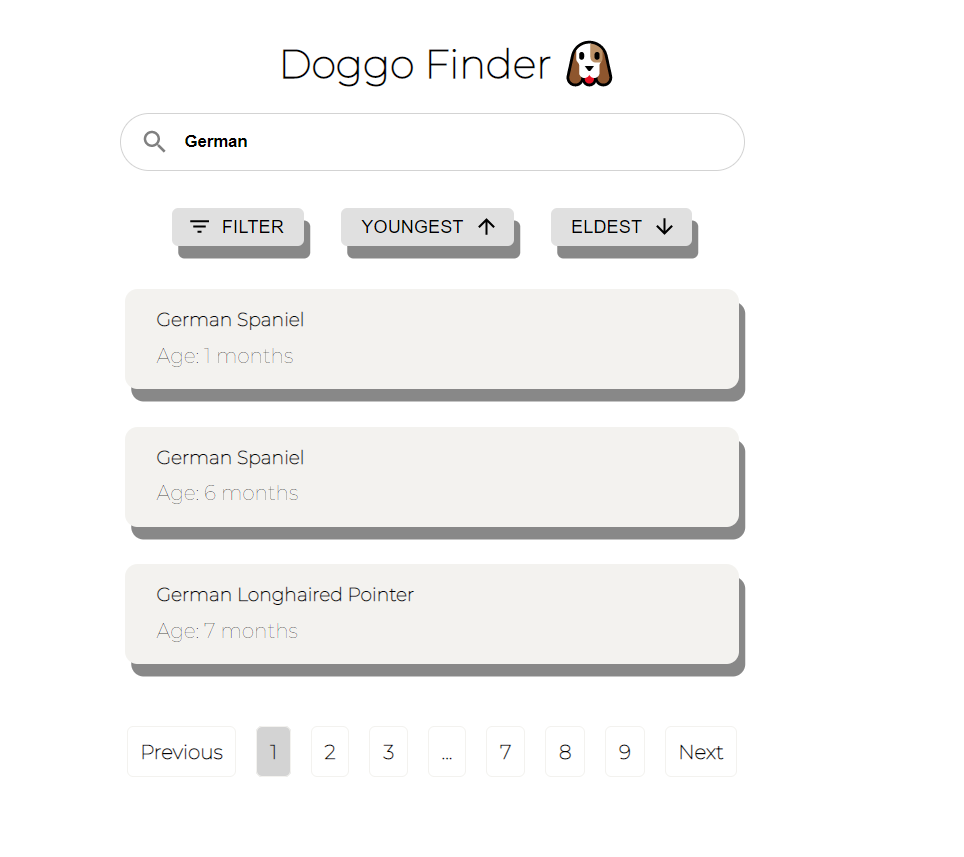 Doggo Finder
German
FILTER YOUNGEST ELDEST
German Spaniel
Age: 1 months
German Spaniel
Age: 6 months
German Longhaired Pointer
Age: 7 months
Previous 1 2 3 ... 7 8 9 Next